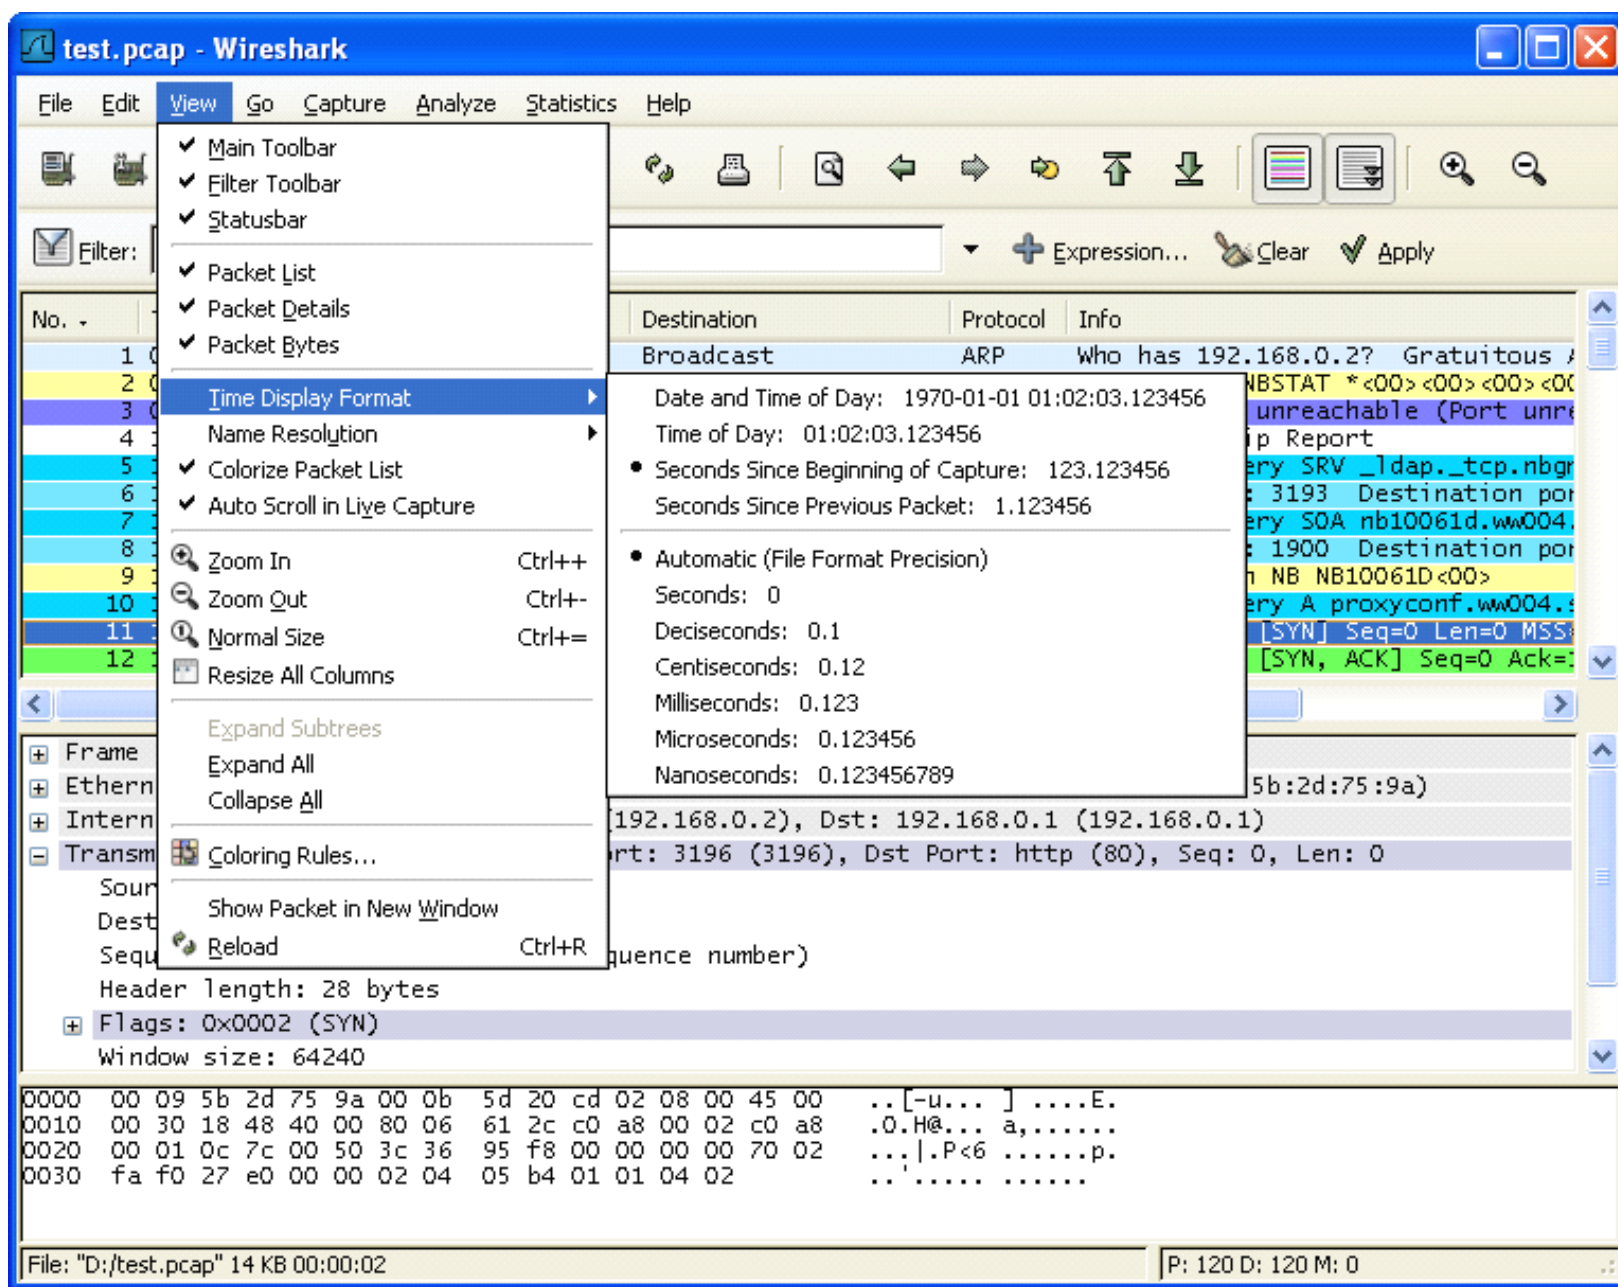 test.pcap - Wireshark
File Edit View Go Capture Analyze Statistics Help
Main Toolbar
Filter Toolbar
Statusbar
Packet List
Packet Details
Packet Bytes
Time Display Format
Name Resolution
Colorize Packet List
Auto Scroll in Live Capture
Zoom In Ctrl++
Zoom Out Ctrl+-
Normal Size Ctrl+=
Resize All Columns
Expand Subtrees
Expand All
Collapse All
Coloring Rules...
Show Packet in New Window
Reload Ctrl+R
Date and Time of Day: 1970-01-01 01:02:03.123456
Time of Day: 01:02:03.123456
Seconds Since Beginning of Capture: 123.123456
Seconds Since Previous Packet: 1.123456
Automatic (File Format Precision)
Seconds: 0
Deciseconds: 0.1
Centiseconds: 0.12
Milliseconds: 0.123
Microseconds: 0.123456
Nanoseconds: 0.123456789
Filter: Expression... Clear Apply
No. Destination Protocol Info
1 Broadcast ARP Who has 192.168.0.2? Gratuitous
2 NBSTAT *<00><00><00><00
3 unreachable (Port
4 Report
5 SRV _ldap._tcp.nbgr
6 3193 Destination
7 SOA nb10061d.ww004.
8 1900 Destination
9 NB NB10061D<00>
10 A proxyconf.ww004.
11 [SYN] Seq=0 Len=0 MSS
12 [SYN, ACK] Seq=0 Ack=
Frame
5b:2d:75:9a)
(192.168.0.2), Dst: 192.168.0.1 (192.168.0.1)
3196 (3196), Dst Port: http (80), Seq: 0, Len: 0
number)
Header length: 28 bytes
Flags: 0x0002 (SYN)
Window size: 64240
0000 00 09 5b 2d 75 9a 00 0b 5d 20 cd 02 08 00 45 00 ..[-u... ] ....E.
0010 00 30 18 48 40 00 80 06 61 2c c0 a8 00 02 c0 a8 .0.H@... a,......
0020 00 01 0c 7c 00 50 3c 36 95 f8 00 00 00 00 70 02 ...|.P<6 ......p.
0030 fa f0 27 e0 00 00 02 04 05 b4 01 01 04 02 ..'..... ......
File: "D:/test.pcap" 14 KB 00:00:02 P: 120 D: 120 M: 0